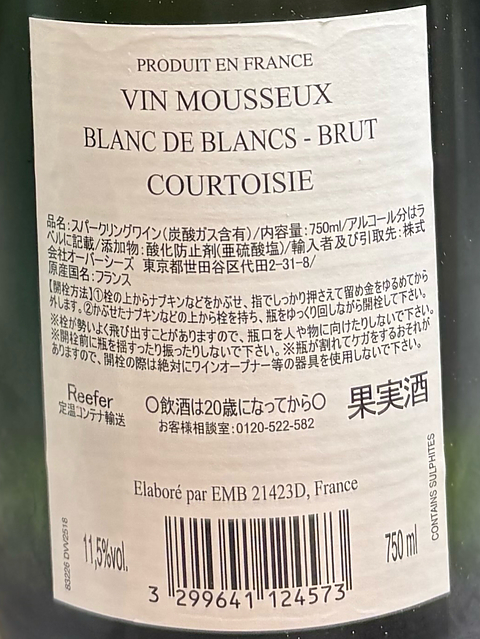 PRODUIT EN FRANCE
VIN MOUSSEUX
BLANC DE BLANCS - BRUT
COURTOISIE
品名:スパークリングワイン(炭酸ガス含有)/内容量:750ml/アルコール分はラ
ベルに記載/添加物:酸化防止剤(亜硫酸塩)/輸入者及び引取先:株式
会社オーバーシーズ 東京都世田谷区代田2-31-8/
原産国名:フランス
【開栓方法】①栓の上からナプキンなどをかぶせ、指でしっかり押さえて留め金をゆるめてから
外します。②かぶせたナプキンなどの上から栓を持ち、瓶をゆっくり回しながら開栓して下さい。
※栓が勢いよく飛び出すことがありますので、瓶口を人や物に向けたりしないで下さい。
※開栓前に瓶を揺すったり振ったりしないで下さい。※瓶が割れてケガをするおそれが
ありますので、開栓の際は絶対にワインオープナー等の器具を使用しないで下さい。
Reefer
定温コンテナ輸送
〇飲酒は20歳になってから〇
お客様相談室:0120-522-582
果実酒
Elaboré par EMB 21423D, France
CONTAINS SULPHITES
83226 DVV2518
11,5%vol.
750 ml
3 299641 124573